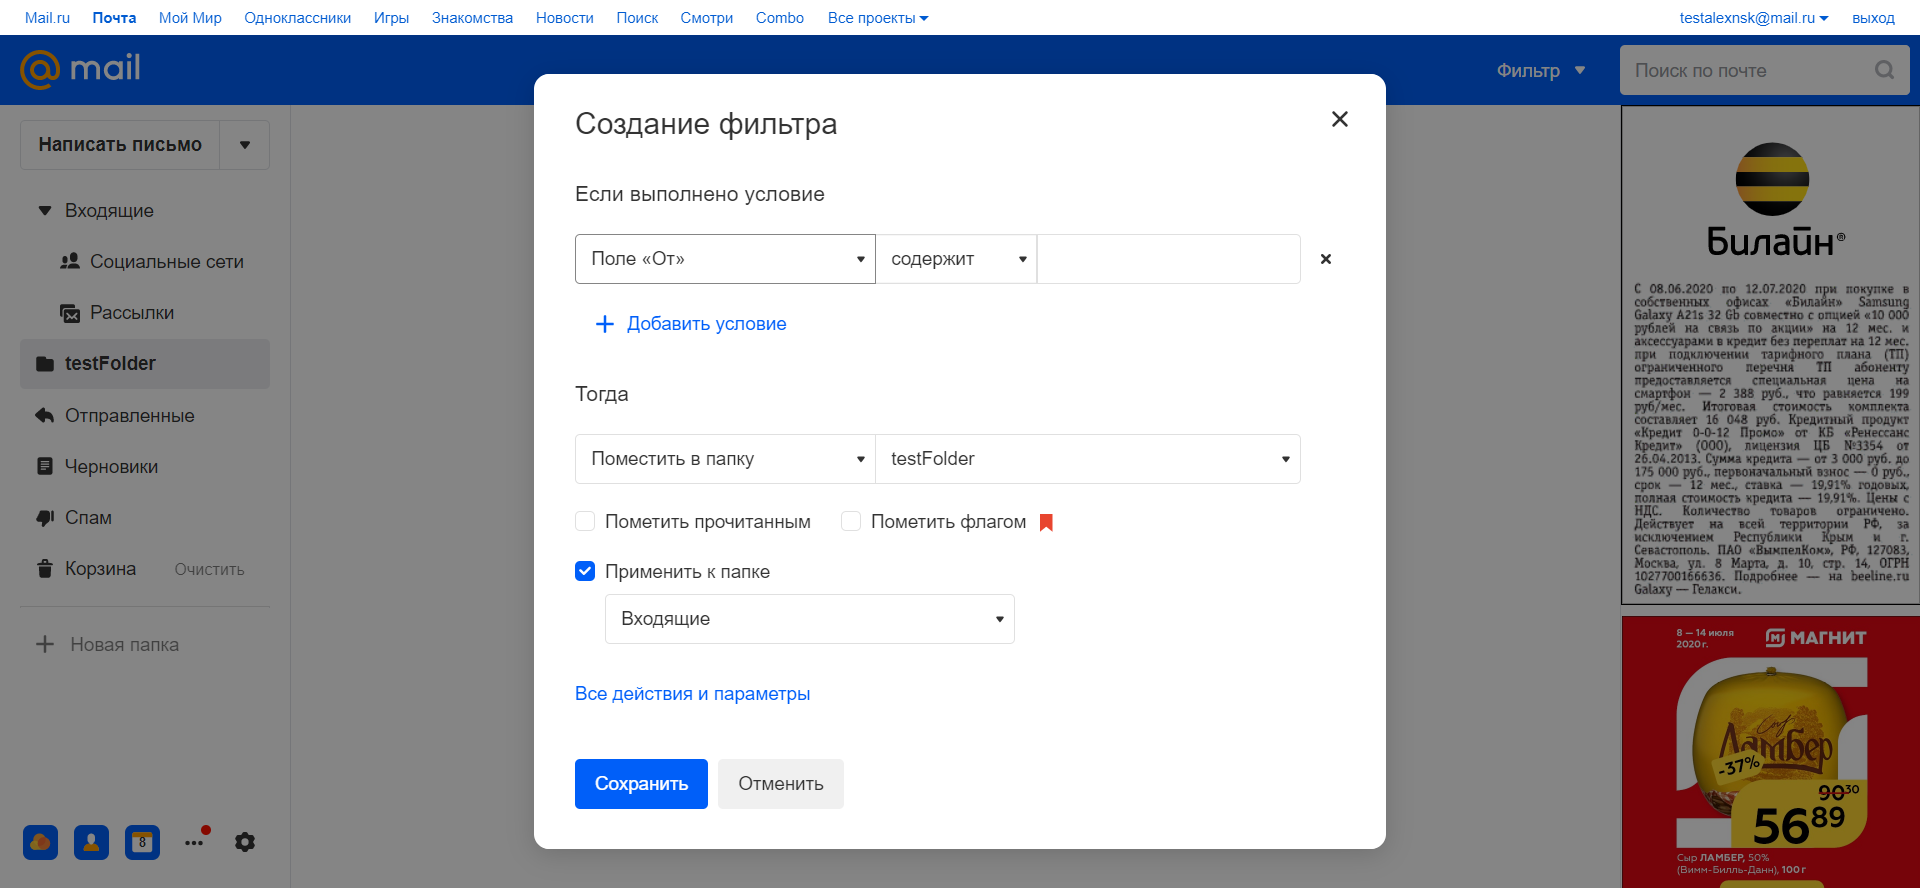 Mail.ru Почта Мой Мир Одноклассники Игры Знакомства Новости Поиск Смотри Combo Все проекты testalexnsk@mail.ru выход
@mail Фильтр Поиск по почте
Написать письмо
Входящие
Социальные сети
Рассылки
testFolder
Отправленные
Черновики
Спам
Корзина Очистить
Новая папка
8
Создание фильтра
Если выполнено условие
Поле «От» содержит
Добавить условие
Тогда
Поместить в папку testFolder
Пометить прочитанным Пометить флагом
Применить к папке
Входящие
Все действия и параметры
Сохранить Отменить
Билайн®
С 08.06.2020 по 12.07.2020 при покупке в
собственных офисах «Билайн» Samsung
Galaxy A21s 32 Gb совместно с опцией «10 000
рублей на связь по акции» на 12 мес. и
аксессуарами в кредит без переплат на 12 мес.
при подключении тарифного плана (ТП)
ограниченного перечня ТП абоненту
предоставляется специальная цена на
смартфон — 2 388 руб., что равняется 199
руб/мес. Итоговая стоимость комплекта
составляет 16 048 руб. Кредитный продукт
«Кредит 0-0-12 Промо» от КБ «Ренессанс
Кредит» (ООО), лицензия ЦБ №3354 от
26.04.2013. Сумма кредита — от 3 000 руб. до
175 000 руб., первоначальный взнос — 0 руб.,
срок — 12 мес., ставка — 19,91% годовых,
полная стоимость кредита — 19,91%. Цены с
НДС. Количество товаров ограничено.
Действует на всей территории РФ, за
исключением Республики Крым и г.
Севастополь. ПАО «ВымпелКом», РФ, 127083,
Москва, ул. 8 Марта, д. 10, стр. 14, ОГРН
1027700166636. Подробнее — на beeline.ru
Galaxy — Гелакси.
8 — 14 июля
2020 г.
МАГНИТ
Сыр
Ламбер
-37%
90 30
56 89
Сыр ЛАМБЕР, 50%
(Вимм-Билль-Данн), 100 г